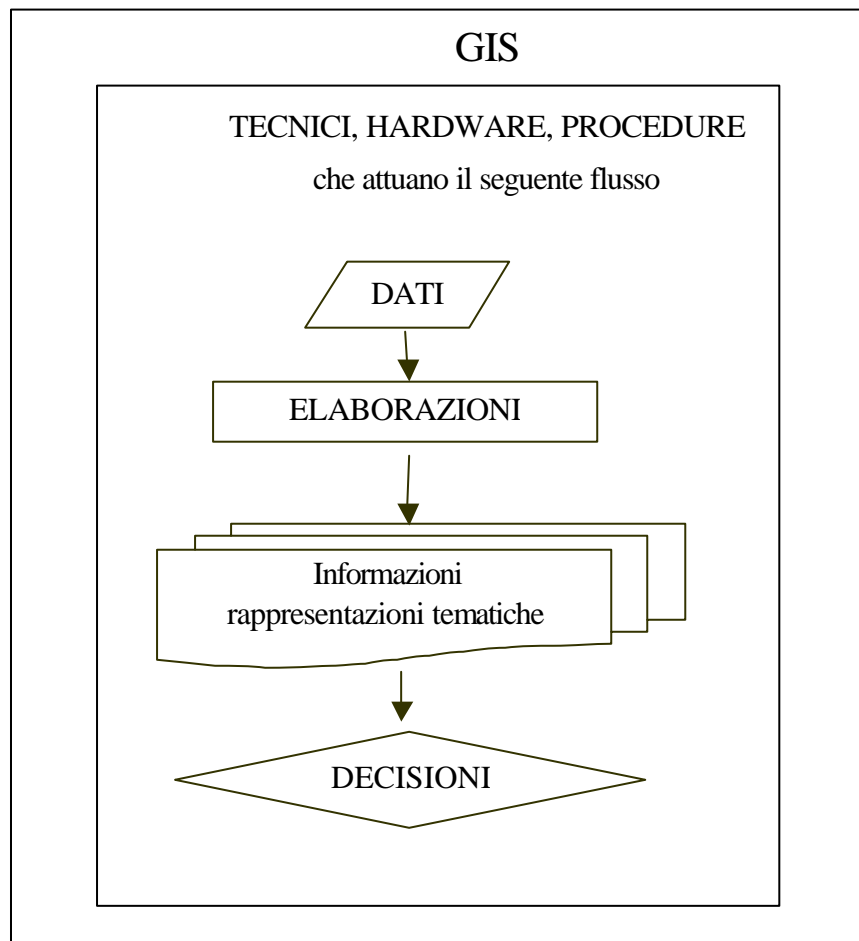 GIS
TECNICI, HARDWARE, PROCEDURE
che attuano il seguente flusso
DATI
ELABORAZIONI
Informazioni
rappresentazioni tematiche
DECISIONI